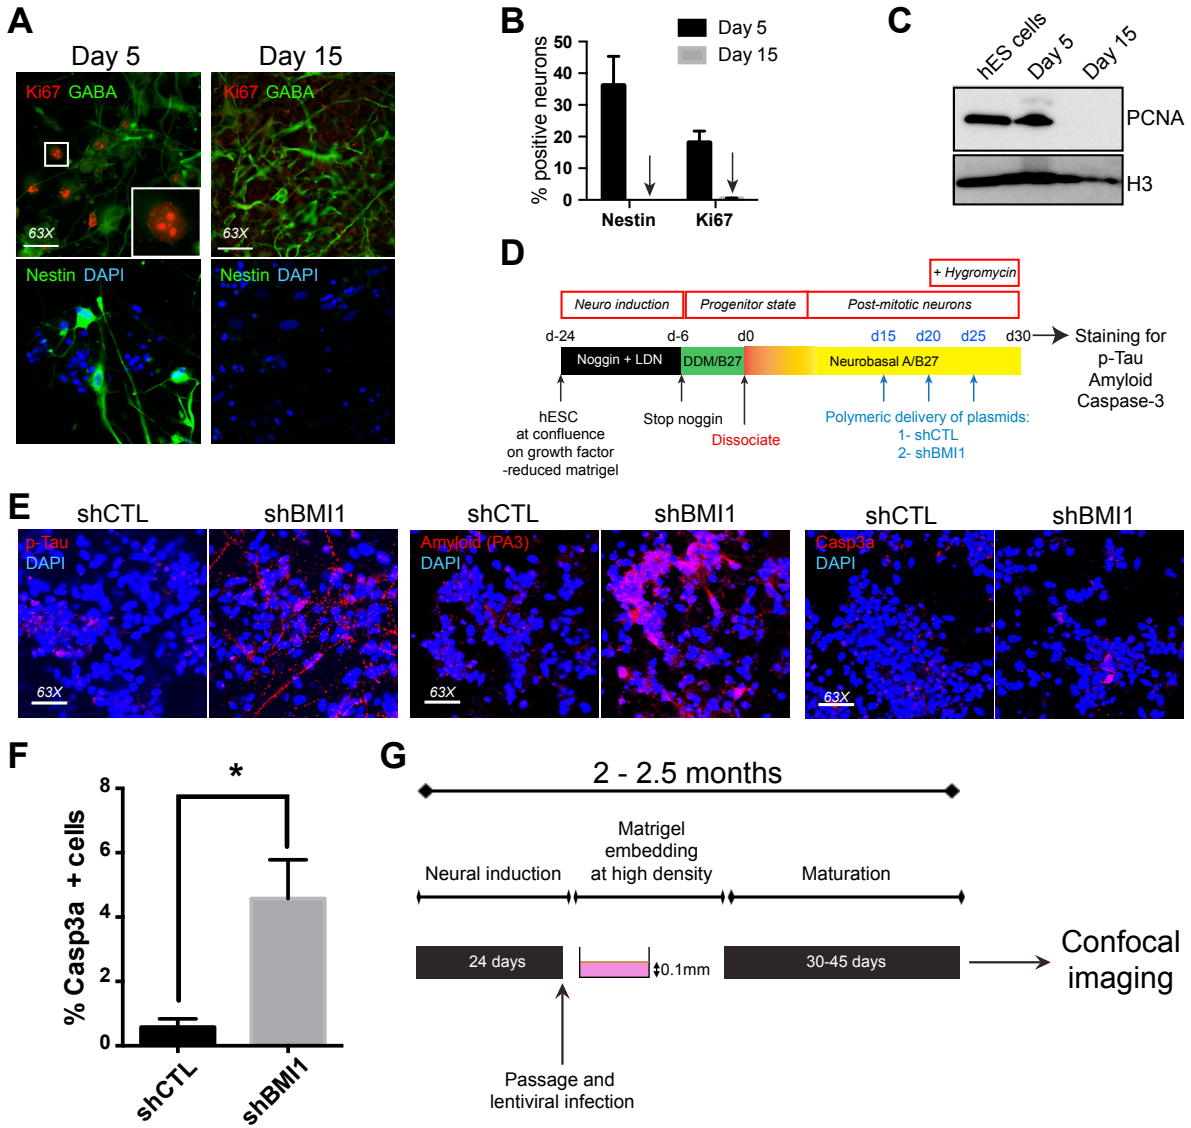 A
Day 5
Day 15
Ki67 GABA
Ki67 GABA
63X
63X
Nestin DAPI
Nestin DAPI
B
Day 5
Day 15
% positive neurons
50
40
30
20
10
0
Nestin
Ki67
C
hES cells
Day 5
Day 15
PCNA
H3
D
+ Hygromycin
Neuro induction
Progenitor state
Post-mitotic neurons
d-24
d-6
d0
d15
d20
d25
d30
Noggin + LDN
DDM/B27
Neurobasal A/B27
Staining for
p-Tau
Amyloid
Caspase-3
hESC
at confluence
on growth factor
-reduced matrigel
Stop noggin
Dissociate
Polymeric delivery of plasmids:
1- shCTL
2- shBMI1
E
shCTL
shBMI1
shCTL
shBMI1
shCTL
shBMI1
p-Tau
DAPI
Amyloid (PA3)
DAPI
Casp3a
DAPI
63X
63X
63X
F
% Casp3a + cells
8
6
4
2
0
*
shCTL
shBMI1
G
2 - 2.5 months
Neural induction
Matrigel
embedding
at high density
Maturation
24 days
0.1mm
30-45 days
Confocal
imaging
Passage and
lentiviral infection